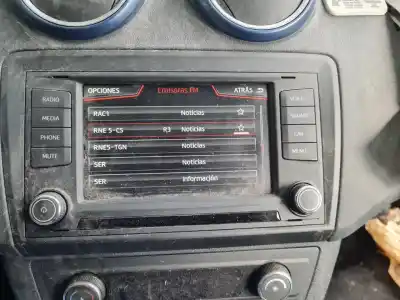 OPCIONES Emisoras FM ATRÁS
RADIO
MEDIA
PHONE
MUTE
RAC1 Noticias
RNE 5-CS R3 Noticias
RNE5-TGN Noticias
SER Noticias
SER Información
MENU